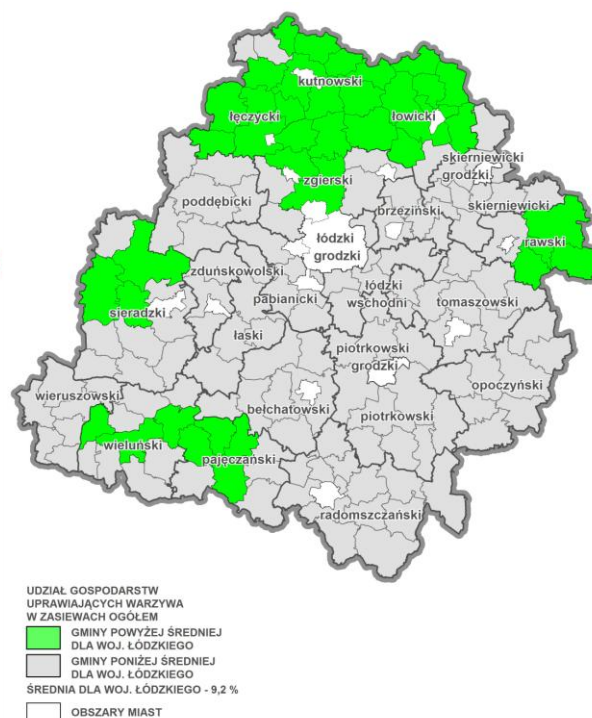 kutnowski
łęczycki
łowicki
skierniewicki
grodzki
zgierski
poddębicki
brzeziński
skierniewicki
rawski
łódzki
grodzki
zduńskowolski
łódzki
wschodni
pabianicki
tomaszowski
sieradzki
łaski
piotrkowski
grodzki
wieruszowski
opoczyński
bełchatowski
piotrkowski
wieluński
pajęczański
radomszczański
UDZIAŁ GOSPODARSTW
UPRAWIAJĄCYCH WARZYWA
W ZASIEWACH OGÓŁEM
GMINY POWYŻEJ ŚREDNIEJ
DLA WOJ. ŁÓDZKIEGO
GMINY PONIŻEJ ŚREDNIEJ
DLA WOJ. ŁÓDZKIEGO
ŚREDNIA DLA WOJ. ŁÓDZKIEGO - 9,2 %
OBSZARY MIAST